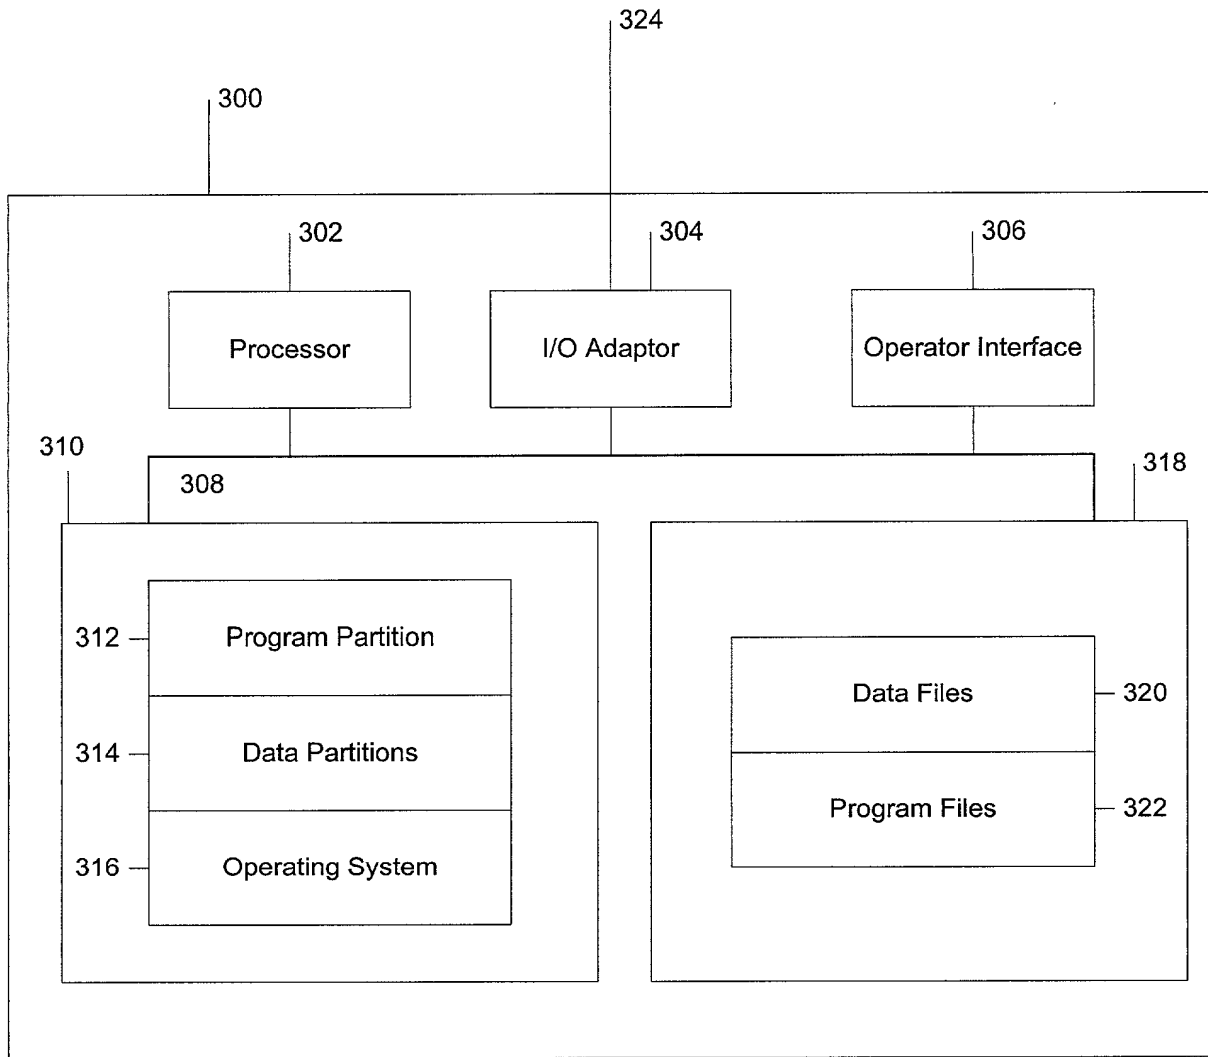 324
300
302
304
306
Processor
I/O Adaptor
Operator Interface
310
308
318
312
Program Partition
314
Data Partitions
316
Operating System
Data Files
320
Program Files
322